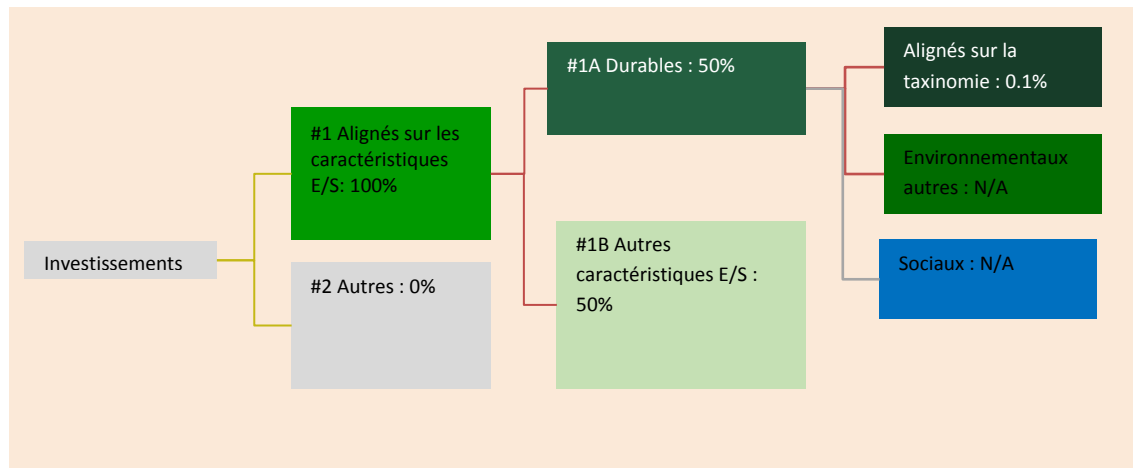 Investissements
#1 Alignés sur les
caractéristiques
E/S: 100%
#2 Autres : 0%
#1A Durables : 50%
#1B Autres
caractéristiques E/S :
50%
Alignés sur la
taxinomie : 0.1%
Environnementaux
autres : N/A
Sociaux : N/A